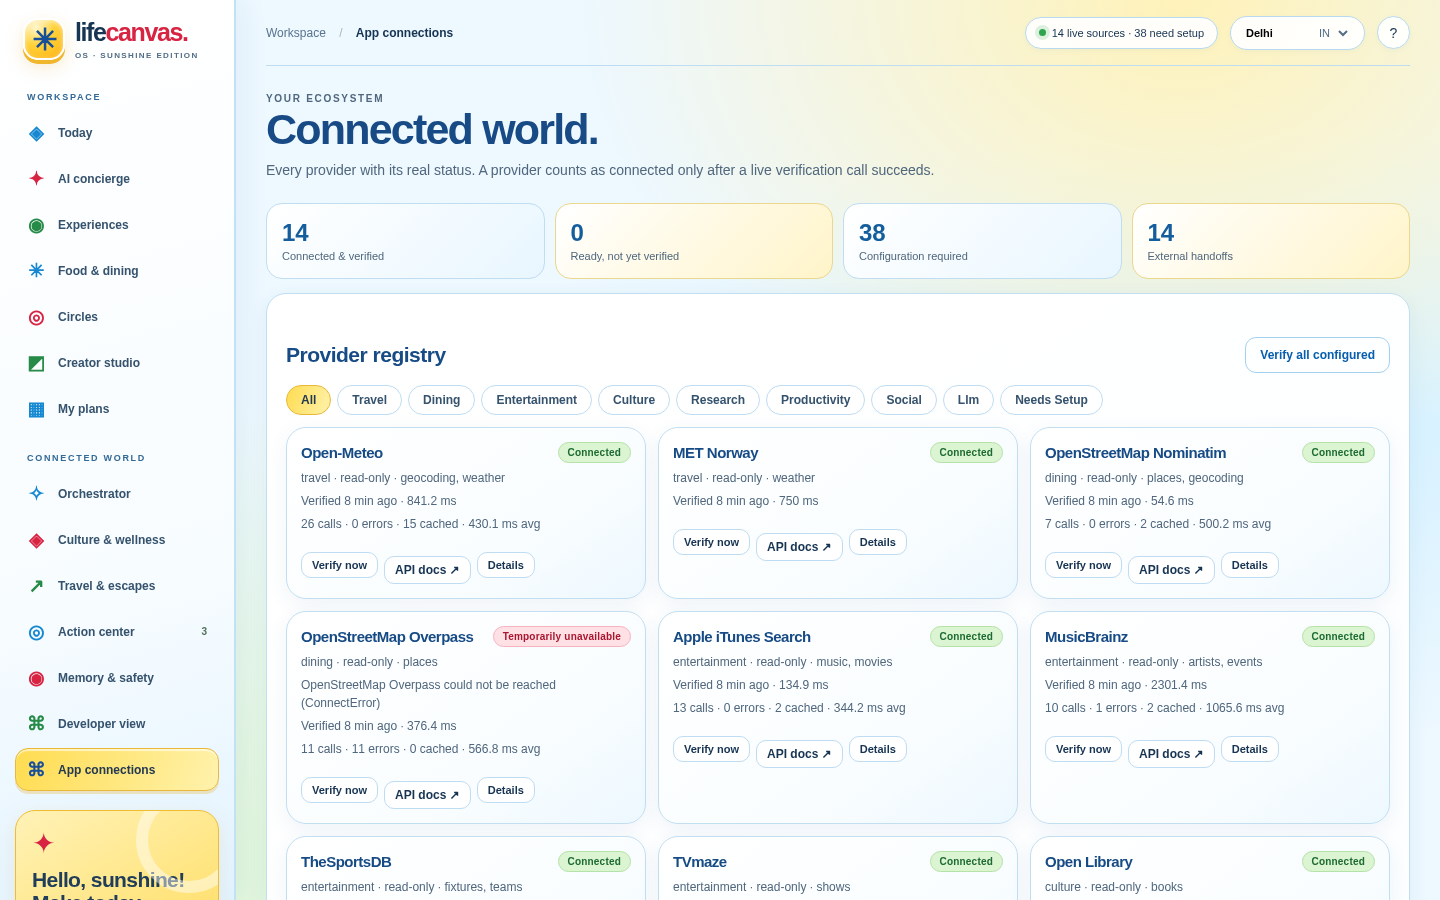 lifecanvas.
OS · SUNSHINE EDITION
WORKSPACE
Today
AI concierge
Experiences
Food & dining
Circles
Creator studio
My plans
CONNECTED WORLD
Orchestrator
Culture & wellness
Travel & escapes
Action center 3
Memory & safety
Developer view
App connections
Hello, sunshine!
Workspace / App connections
14 live sources · 38 need setup
Delhi IN
?
YOUR ECOSYSTEM
Connected world.
Every provider with its real status. A provider counts as connected only after a live verification call succeeds.
14
Connected & verified
0
Ready, not yet verified
38
Configuration required
14
External handoffs
Provider registry
Verify all configured
All Travel Dining Entertainment Culture Research Productivity Social Llm Needs Setup
Open-Meteo Connected
travel · read-only · geocoding, weather
Verified 8 min ago · 841.2 ms
26 calls · 0 errors · 15 cached · 430.1 ms avg
Verify now API docs ↗ Details
MET Norway Connected
travel · read-only · weather
Verified 8 min ago · 750 ms
Verify now API docs ↗ Details
OpenStreetMap Nominatim Connected
dining · read-only · places, geocoding
Verified 8 min ago · 54.6 ms
7 calls · 0 errors · 2 cached · 500.2 ms avg
Verify now API docs ↗ Details
OpenStreetMap Overpass Temporarily unavailable
dining · read-only · places
OpenStreetMap Overpass could not be reached
(ConnectError)
Verified 8 min ago · 376.4 ms
11 calls · 11 errors · 0 cached · 566.8 ms avg
Verify now API docs ↗ Details
Apple iTunes Search Connected
entertainment · read-only · music, movies
Verified 8 min ago · 134.9 ms
13 calls · 0 errors · 2 cached · 344.2 ms avg
Verify now API docs ↗ Details
MusicBrainz Connected
entertainment · read-only · artists, events
Verified 8 min ago · 2301.4 ms
10 calls · 1 errors · 2 cached · 1065.6 ms avg
Verify now API docs ↗ Details
TheSportsDB Connected
entertainment · read-only · fixtures, teams
TVmaze Connected
entertainment · read-only · shows
Open Library Connected
culture · read-only · books